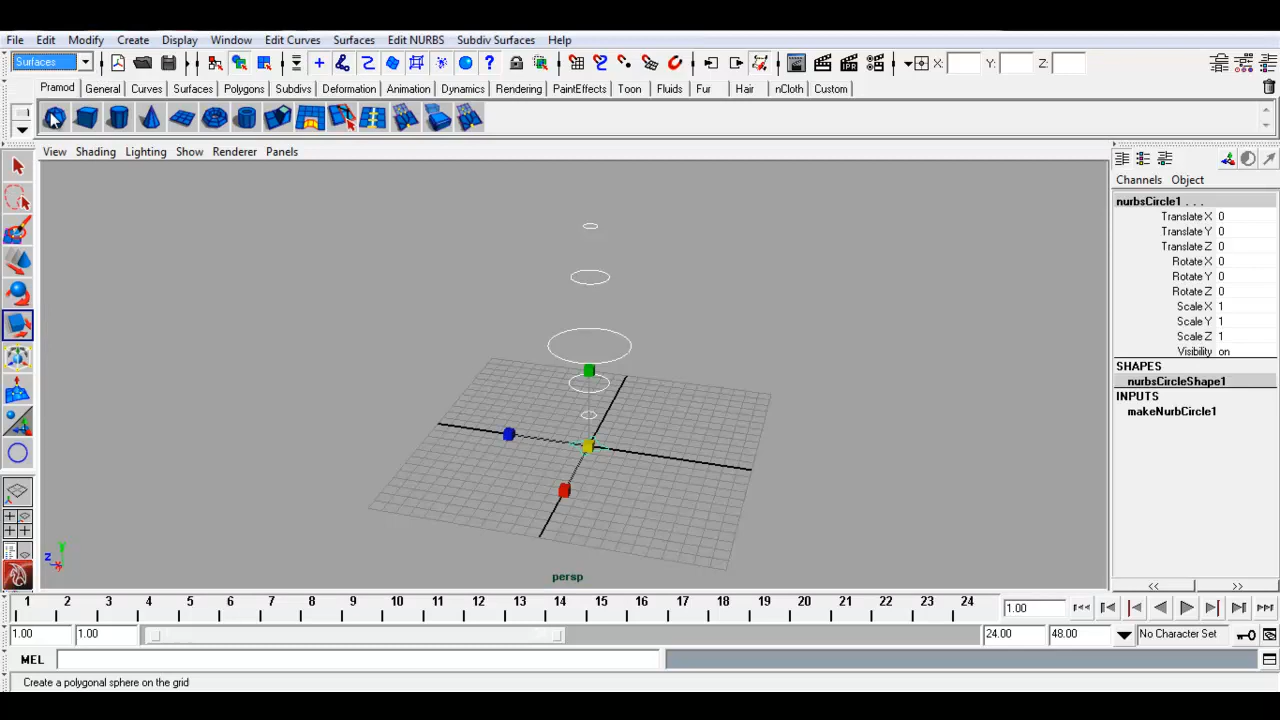 File Edit Modify Create Display Window Edit Curves Surfaces Edit NURBS Subdiv Surfaces Help
Surfaces ? X: Y: Z:
Pramod General Curves Surfaces Polygons Subdivs Deformation Animation Dynamics Rendering PaintEffects Toon Fluids Fur Hair nCloth Custom
View Shading Lighting Show Renderer Panels
Channels Object
nurbsCircle1 . . .
Translate X 0
Translate Y 0
Translate Z 0
Rotate X 0
Rotate Y 0
Rotate Z 0
Scale X 1
Scale Y 1
Scale Z 1
Visibility on
SHAPES
nurbsCircleShape1
INPUTS
makeNurbCircle1
Y
Z X
persp
<< >>
1 2 3 4 5 6 7 8 9 10 11 12 13 14 15 16 17 18 19 20 21 22 23 24 1.00
1.00 1.00 24.00 48.00 No Character Set
MEL
Create a polygonal sphere on the grid